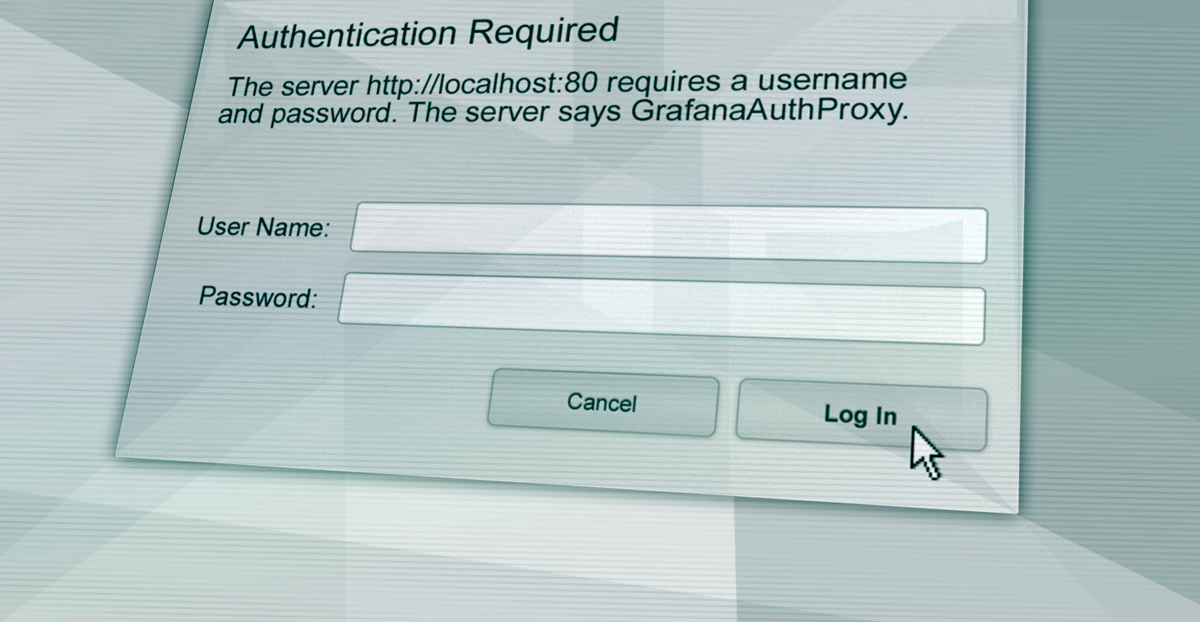 Authentication Required
The server http://localhost:80 requires a username
and password. The server says GrafanaAuthProxy.
User Name:
Password:
Cancel
Log In